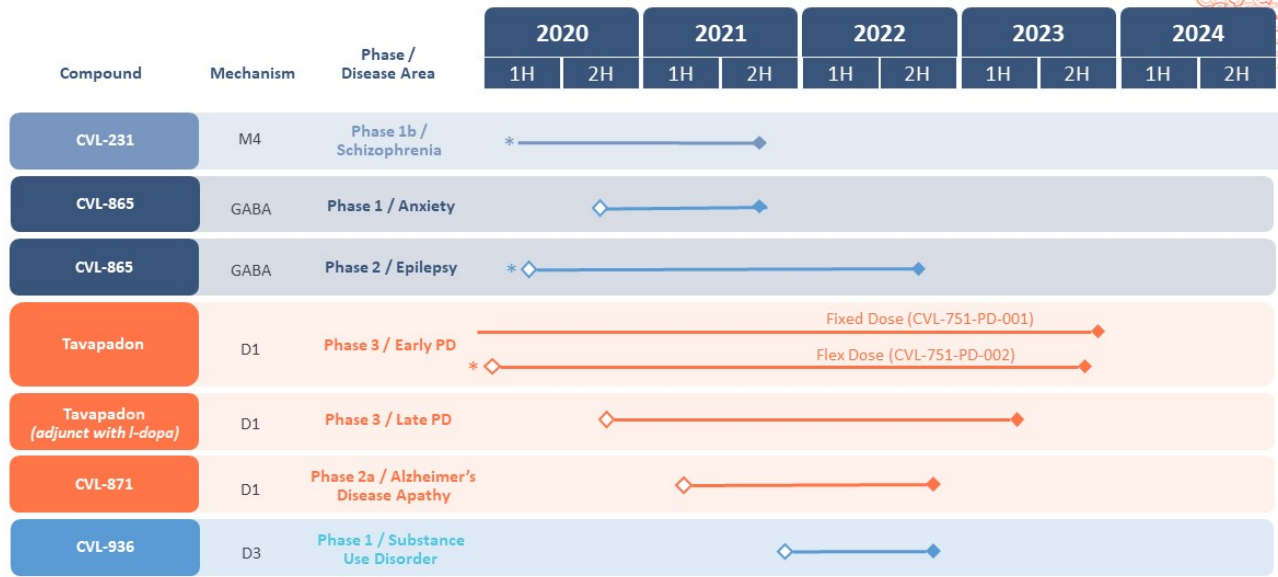 2020 2021 2022 2023 2024
Phase /
Compound Mechanism Disease Area
1H 2H 1H 2H 1H 2H 1H 2H 1H 2H
CVL-231 M4 Phase 1b /
Schizophrenia
*
CVL-865 GABA Phase 1 / Anxiety
CVL-865 GABA Phase 2 / Epilepsy
*
Fixed Dose (CVL-751-PD-001)
Tavapadon D1 Phase 3 / Early PD
Flex Dose (CVL-751-PD-002)
*
Tavapadon
(adjunct with l-dopa) D1 Phase 3 / Late PD
CVL-871 D1 Phase 2a / Alzheimer’s
Disease Apathy
CVL-936 D3 Phase 1 / Substance
Use Disorder